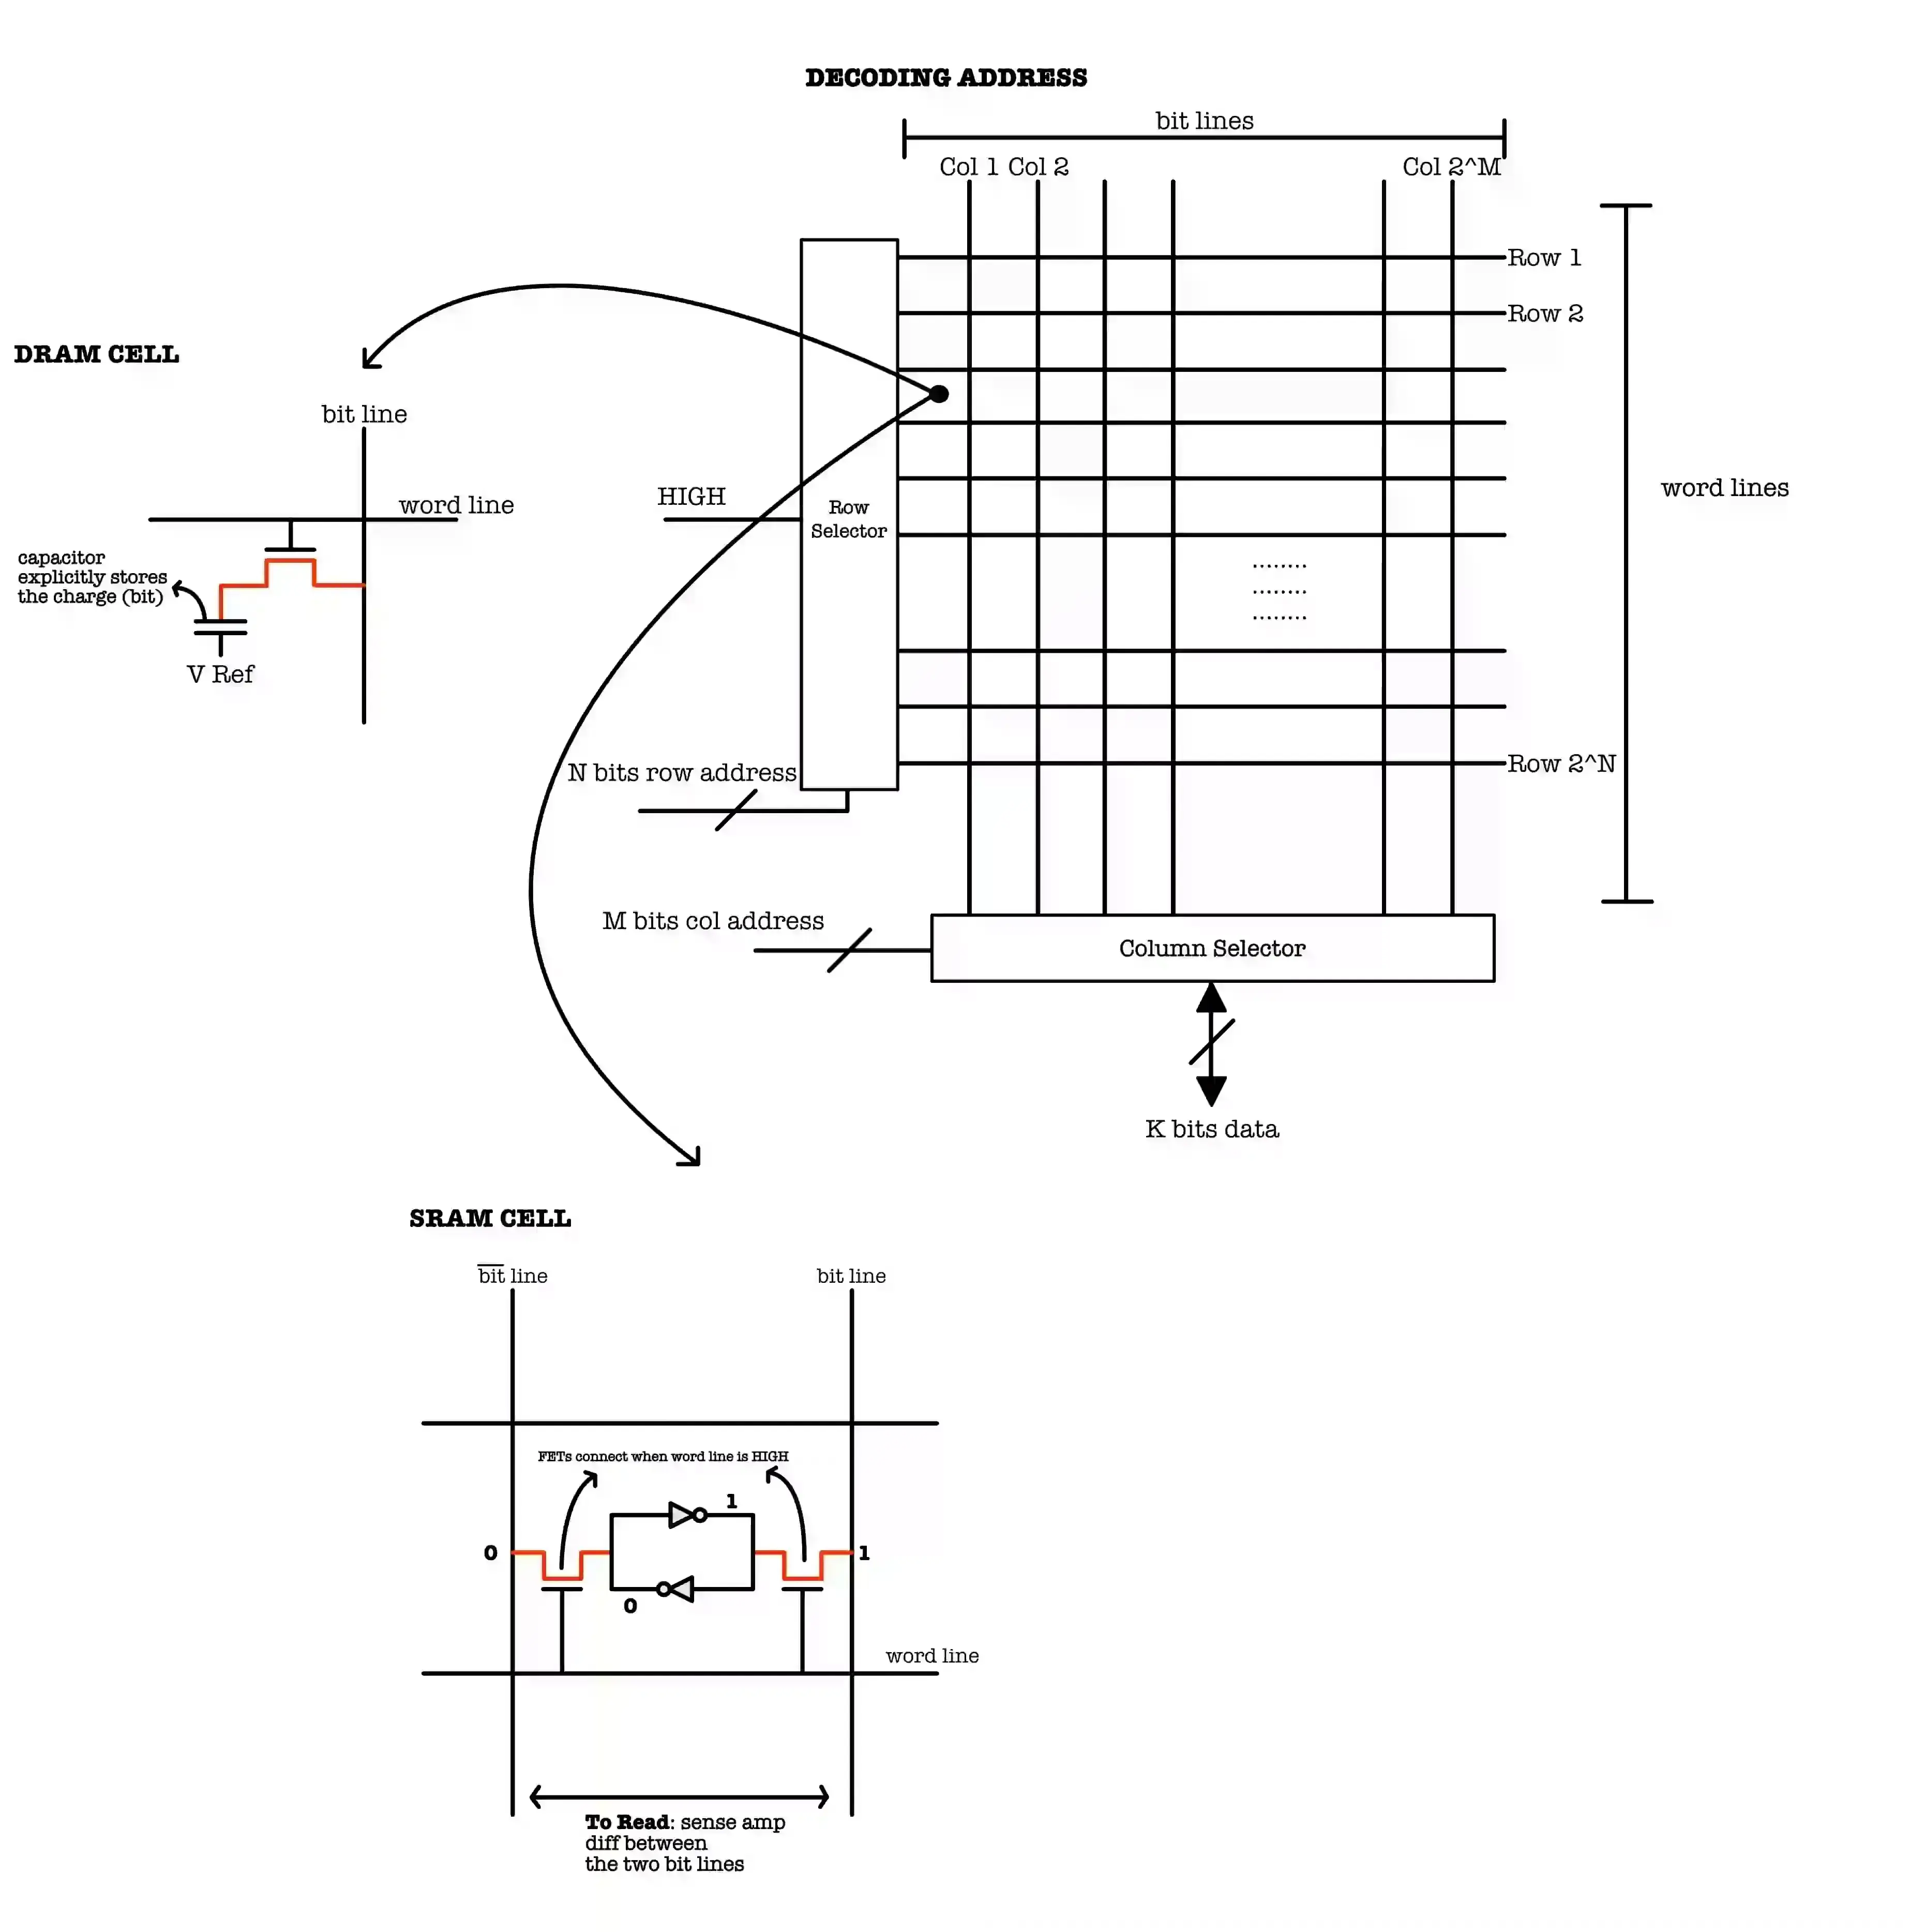 DECODING ADDRESS
bit lines
Col 1 Col 2
Col 2^M
Row 1
Row 2
DRAM CELL
bit line
word line
HIGH
Row
Selector
word lines
capacitor
explicitly stores
the charge (bit)
V Ref
........
........
........
N bits row address
Row 2^N
M bits col address
Column Selector
K bits data
SRAM CELL
b̅i̅t̅ line
bit line
FETs connect when word line is HIGH
1
0
1
0
word line
To Read: sense amp
diff between
the two bit lines